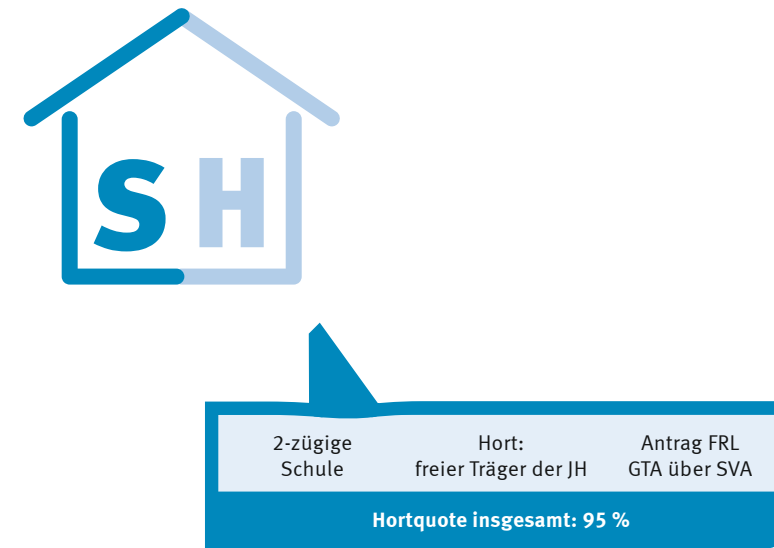 S H
2-zügige
Schule
Hort:
freier Träger der JH
Antrag FRL
GTA über SVA
Hortquote insgesamt: 95 %